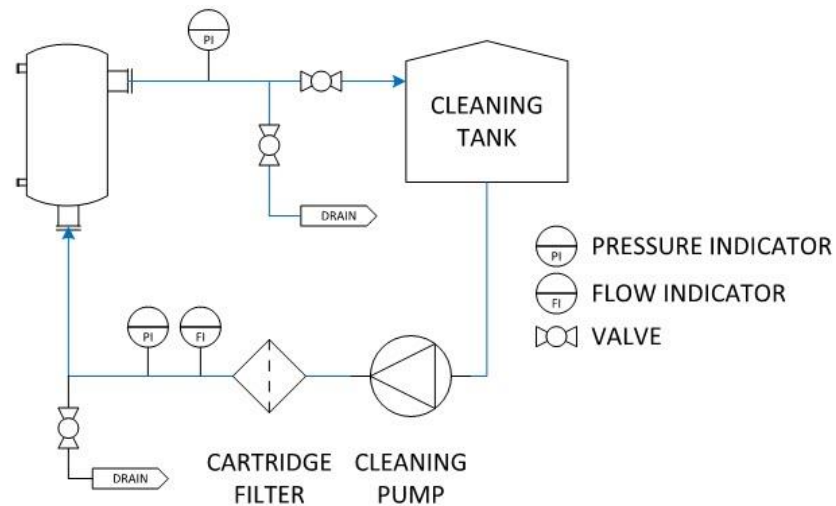 PI
CLEANING
TANK
DRAIN
PI PRESSURE INDICATOR
FI FLOW INDICATOR
VALVE
PI
FI
DRAIN
CARTRIDGE
FILTER
CLEANING
PUMP